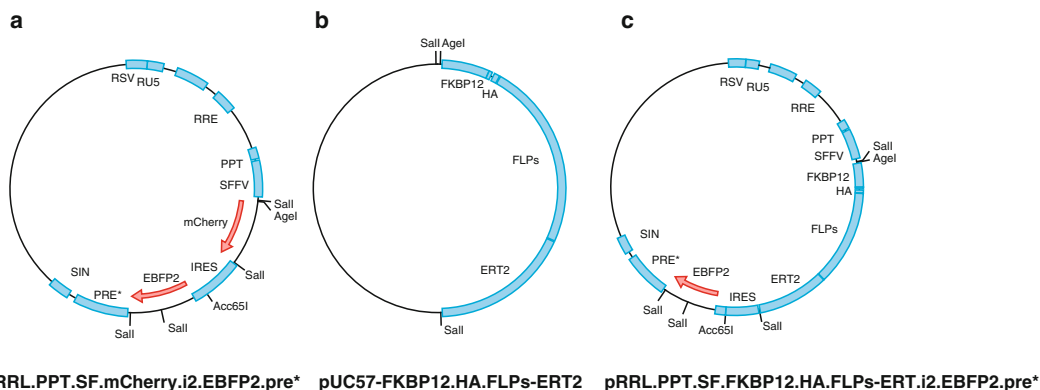 a
b
c
RSV
RU5
RRE
PPT
SFFV
SalI
AgeI
mCherry
IRES
SalI
Acc65I
EBFP2
SalI
SalI
PRE*
SIN
SalI AgeI
FKBP12
HA
FLPs
ERT2
SalI
RSV
RU5
RRE
PPT
SFFV
SalI
AgeI
FKBP12
HA
FLPs
ERT2
SalI
IRES
Acc65I
EBFP2
SalI
SalI
PRE*
SIN
RRL.PPT.SF.mCherry.i2.EBFP2.pre*
pUC57-FKBP12.HA.FLPs-ERT2
pRRL.PPT.SF.FKBP12.HA.FLPs-ERT.i2.EBFP2.pre*